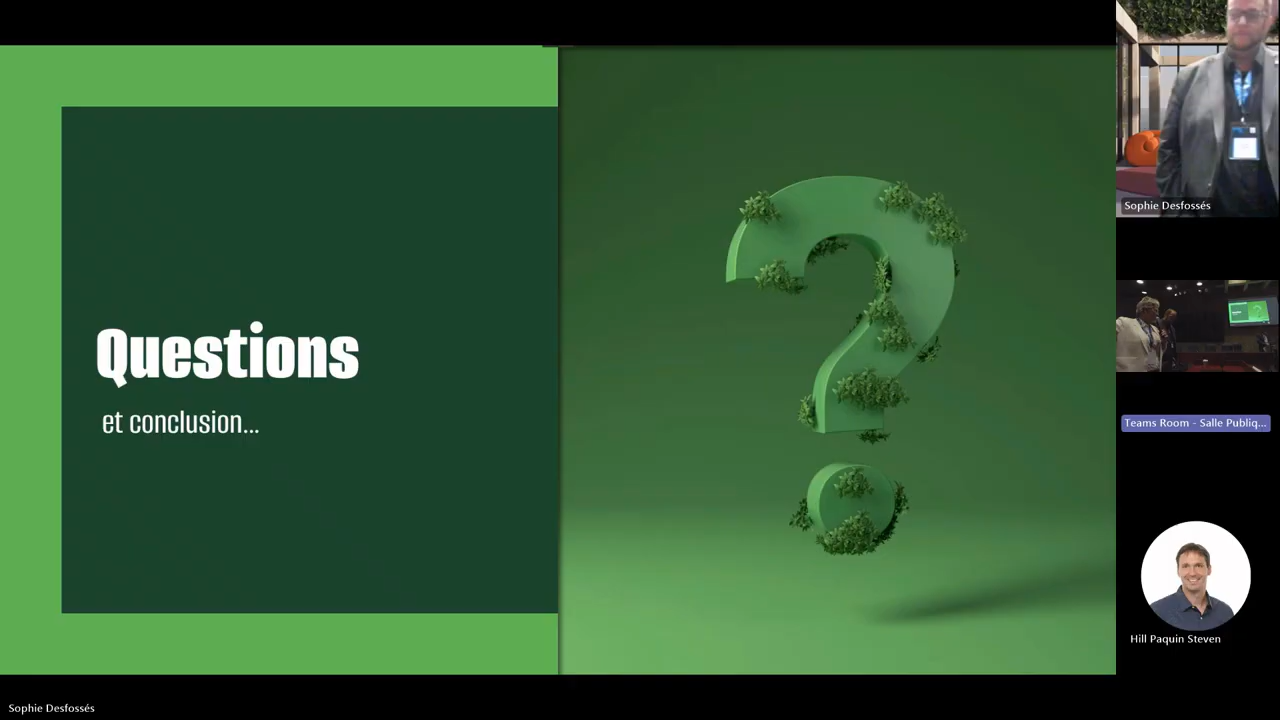 Questions
et conclusion...
Sophie Desfossés
Teams Room - Salle Publiq...
Hill Paquin Steven
Sophie Desfossés